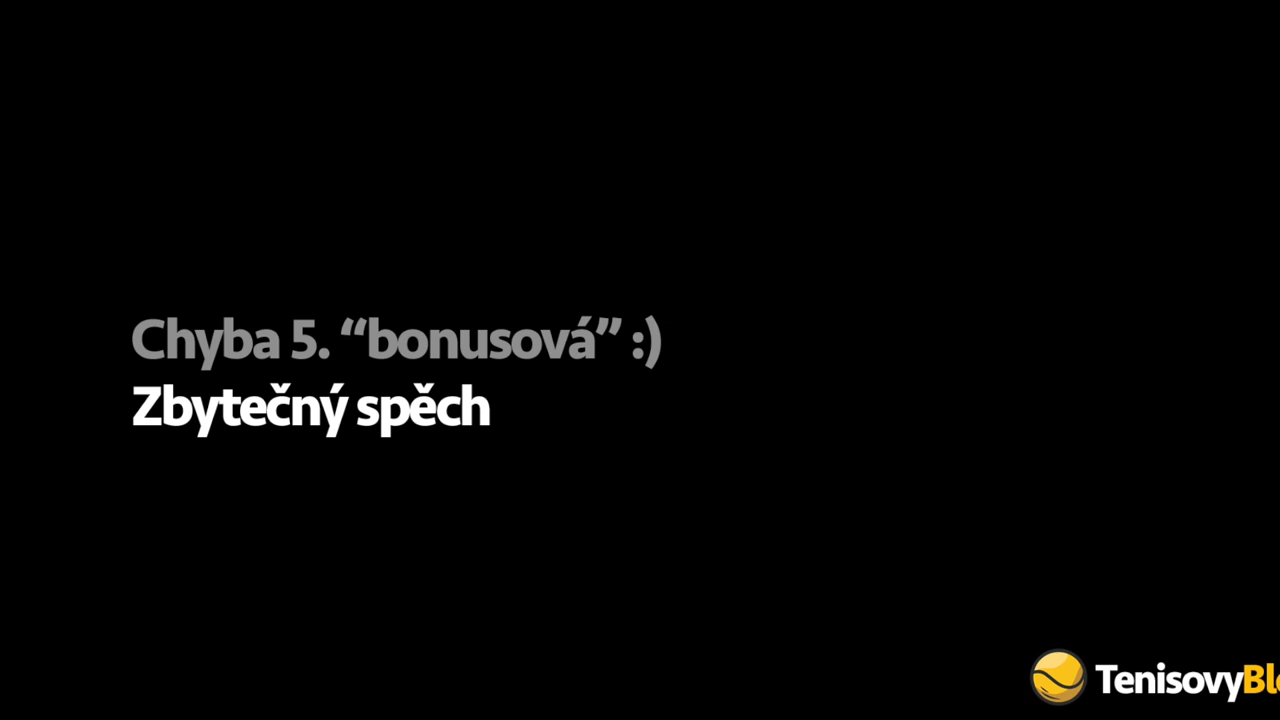 Chyba 5. “bonusová” :)
Zbytečný spěch
TenisovyBl